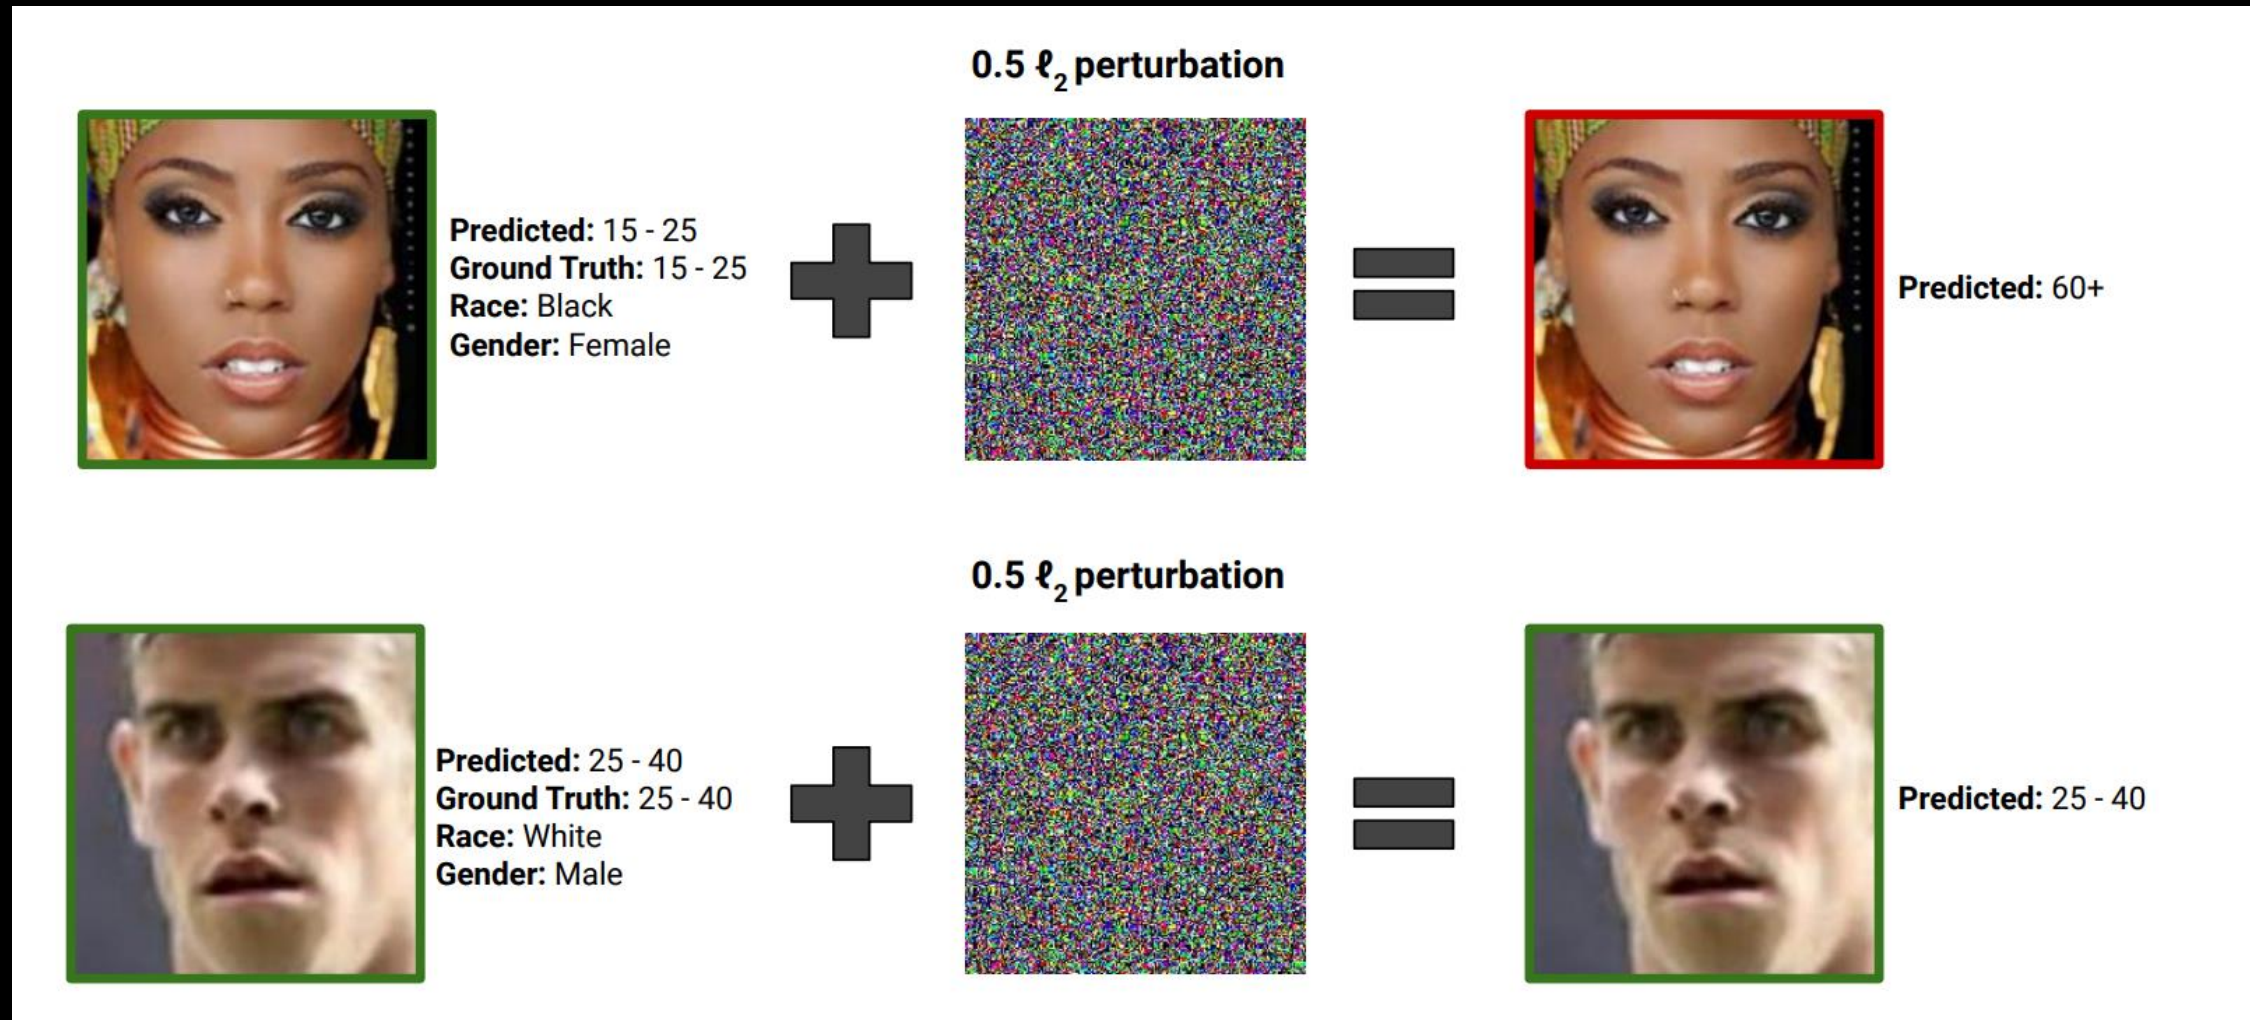 0.5 ℓ₂ perturbation
Predicted: 15 - 25
Ground Truth: 15 - 25
Race: Black
Gender: Female
Predicted: 60+
0.5 ℓ₂ perturbation
Predicted: 25 - 40
Ground Truth: 25 - 40
Race: White
Gender: Male
Predicted: 25 - 40